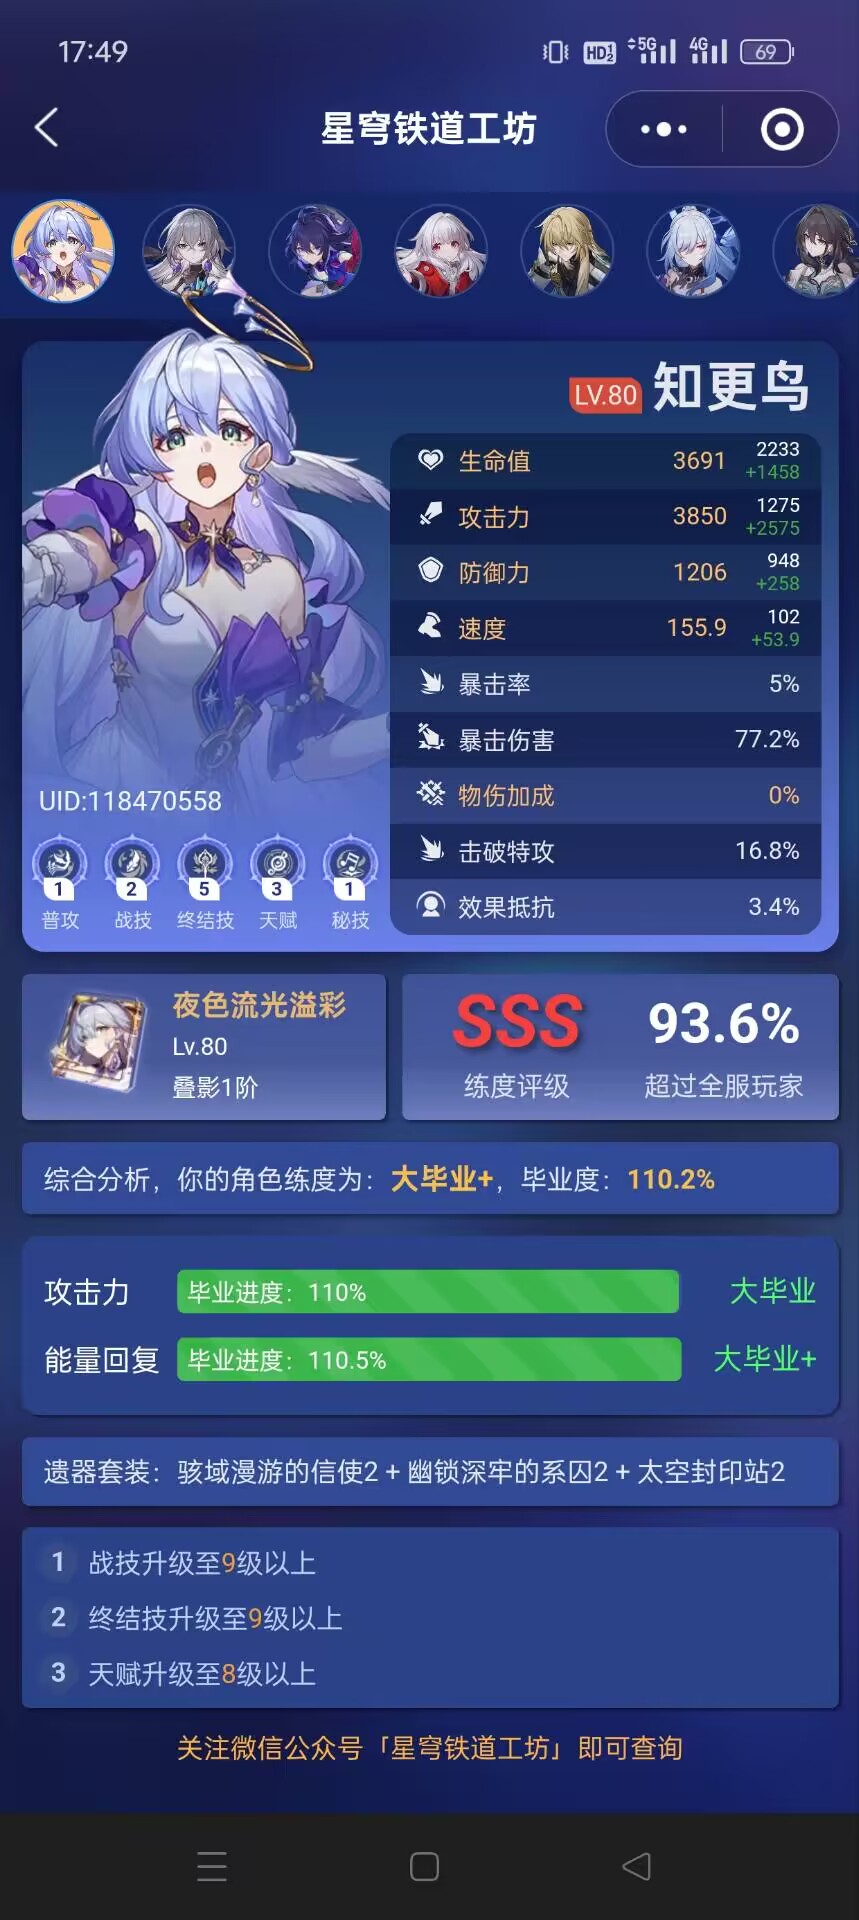 17:49
HD 1 2 5G 4G 69
星穹铁道工坊
LV.80 知更鸟
生命值 3691 2233 +1458
攻击力 3850 1275 +2575
防御力 1206 948 +258
速度 155.9 102 +53.9
暴击率 5%
暴击伤害 77.2%
物伤加成 0%
击破特攻 16.8%
效果抵抗 3.4%
UID:118470558
1 2 5 3 1
普攻 战技 终结技 天赋 秘技
夜色流光溢彩
Lv.80
叠影1阶
SSS 93.6%
练度评级 超过全服玩家
综合分析，你的角色练度为：大毕业+，毕业度：110.2%
攻击力 毕业进度：110% 大毕业
能量回复 毕业进度：110.5% 大毕业+
遗器套装：骇域漫游的信使2 + 幽锁深牢的系囚2 + 太空封印站2
1 战技升级至9级以上
2 终结技升级至9级以上
3 天赋升级至8级以上
关注微信公众号「星穹铁道工坊」即可查询